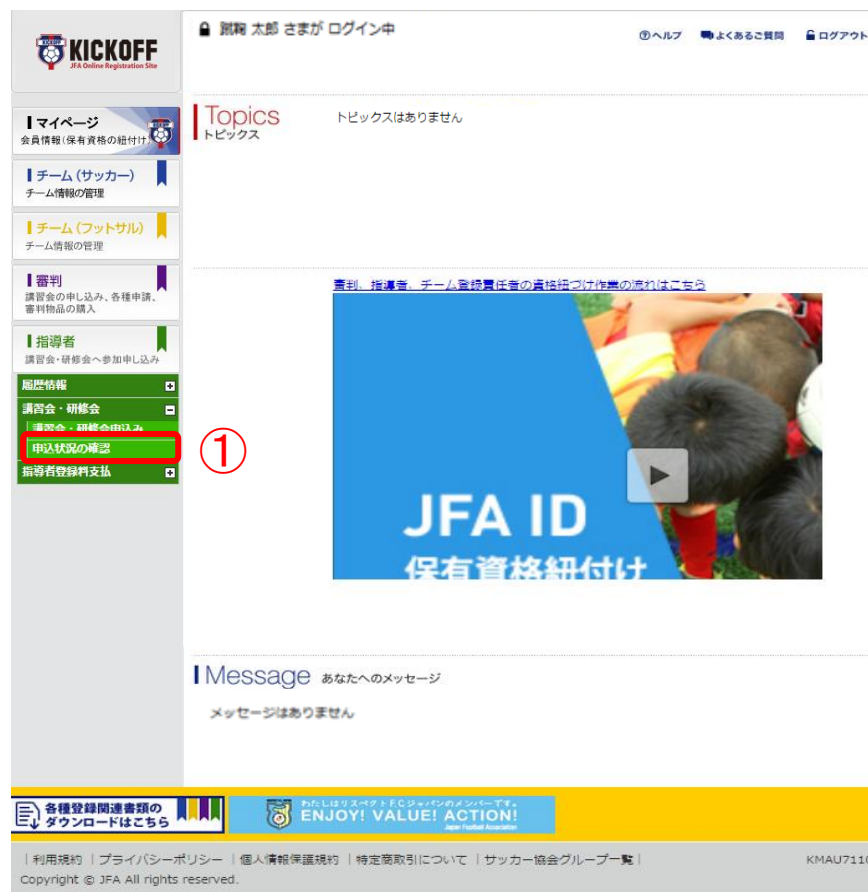 KICKOFF
JFA Online Registration Site
蹴鞠 太郎 さまが ログイン中
ヘルプ
よくあるご質問
ログアウト
マイページ
会員情報(保有資格の紐付け)
チーム(サッカー)
チーム情報の管理
チーム(フットサル)
チーム情報の管理
審判
講習会の申し込み、各種申請、
審判物品の購入
指導者
講習会・研修会へ参加申し込み
履歴情報
講習会・研修会
講習会・研修会申込み
申込状況の確認
指導者登録料支払
①
Topics
トピックス
トピックスはありません
審判、指導者、チーム登録責任者の資格紐づけ作業の流れはこちら
JFA ID
保有資格紐付け
Message あなたへのメッセージ
メッセージはありません
各種登録関連書類の
ダウンロードはこちら
わたしはリスペクトF.C.ジャパンのメンバーです。
ENJOY! VALUE! ACTION!
Japan Football Association
|利用規約 |プライバシーポリシー |個人情報保護規約 |特定商取引について |サッカー協会グループ一覧|
KMAU7110
Copyright © JFA All rights reserved.